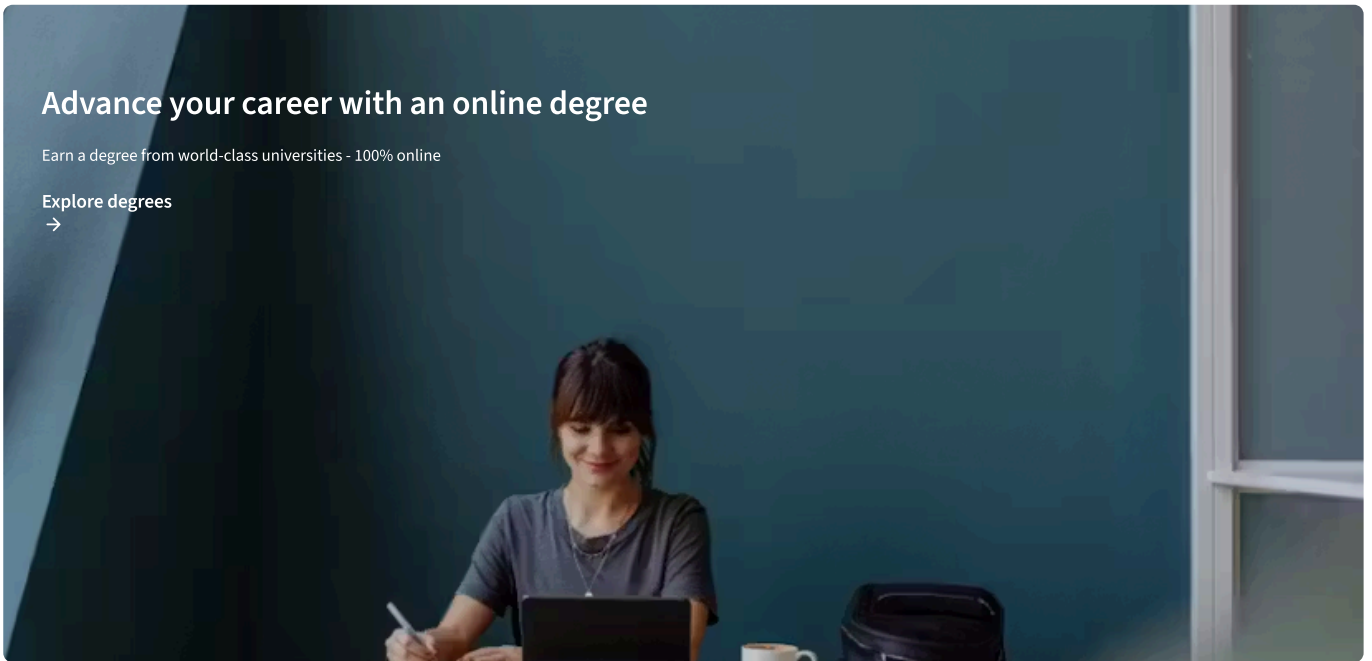 Advance your career with an online degree
Earn a degree from world-class universities - 100% online
Explore degrees
→